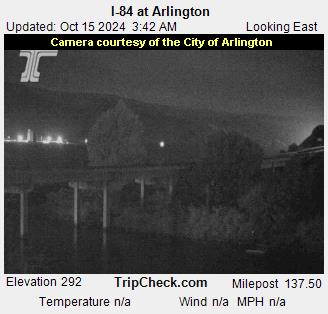 I-84 at Arlington
Updated: Oct 15 2024 3:42 AM Looking East
Camera courtesy of the City of Arlington
Elevation 292 TripCheck.com Milepost 137.50
Temperature n/a Wind n/a MPH n/a